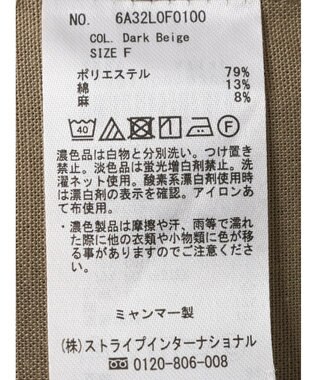 NO. 6A32L0F0100
COL. Dark Beige
SIZE F
ポリエステル 79%
綿 13%
麻 8%
40 F
濃色品は白物と分別洗い。つけ置き
禁止。淡色品は蛍光増白剤禁止。洗
濯ネット使用。酸素系漂白剤使用時
は漂白剤の表示を確認。アイロンあ
て布使用。
・濃色製品は摩擦や汗、雨等で濡れ
た際に他の衣類や小物類に色が移
る事がありますのでご注意くださ
い。
ミャンマー製
(株)ストライプインターナショナル
0120-806-008